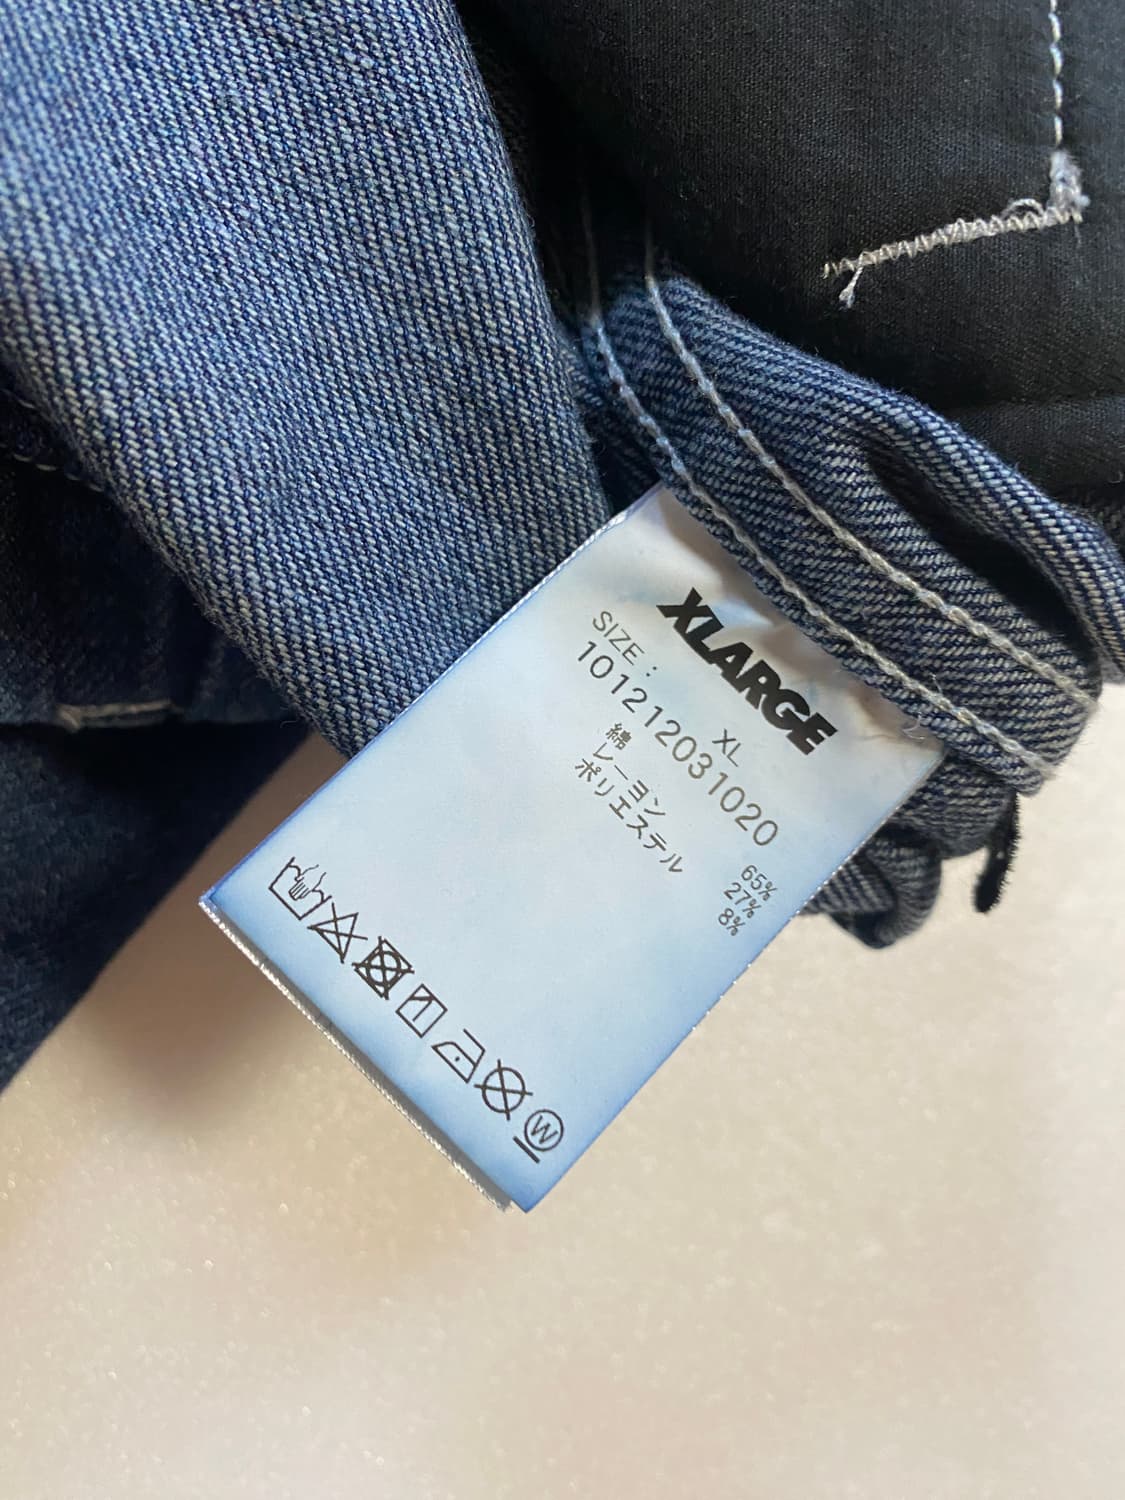 XLARGE
SIZE: XL
101212031020
綿 65%
レーヨン 27%
ポリエステル 8%
W